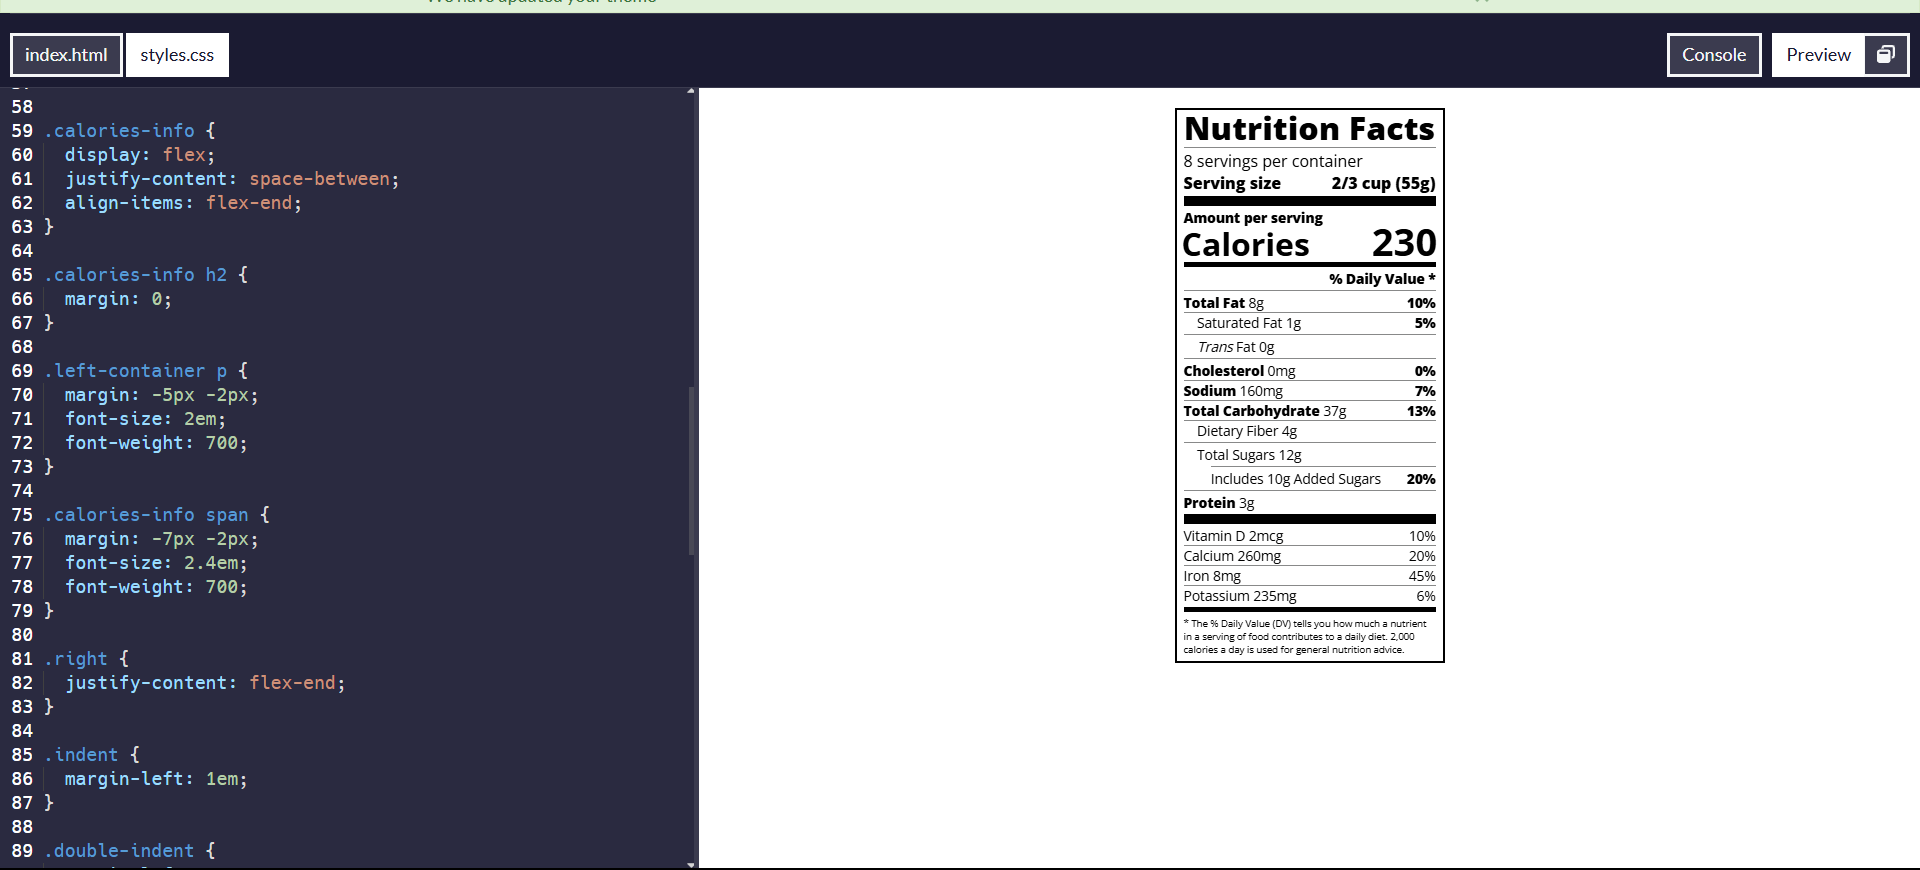 We have updated your theme
index.html styles.css Console Preview
58
59 .calories-info {
60 display: flex;
61 justify-content: space-between;
62 align-items: flex-end;
63 }
64
65 .calories-info h2 {
66 margin: 0;
67 }
68
69 .left-container p {
70 margin: -5px -2px;
71 font-size: 2em;
72 font-weight: 700;
73 }
74
75 .calories-info span {
76 margin: -7px -2px;
77 font-size: 2.4em;
78 font-weight: 700;
79 }
80
81 .right {
82 justify-content: flex-end;
83 }
84
85 .indent {
86 margin-left: 1em;
87 }
88
89 .double-indent {
Nutrition Facts
8 servings per container
Serving size 2/3 cup (55g)
Amount per serving
Calories 230
% Daily Value *
Total Fat 8g 10%
Saturated Fat 1g 5%
Trans Fat 0g
Cholesterol 0mg 0%
Sodium 160mg 7%
Total Carbohydrate 37g 13%
Dietary Fiber 4g
Total Sugars 12g
Includes 10g Added Sugars 20%
Protein 3g
Vitamin D 2mcg 10%
Calcium 260mg 20%
Iron 8mg 45%
Potassium 235mg 6%
* The % Daily Value (DV) tells you how much a nutrient
in a serving of food contributes to a daily diet. 2,000
calories a day is used for general nutrition advice.